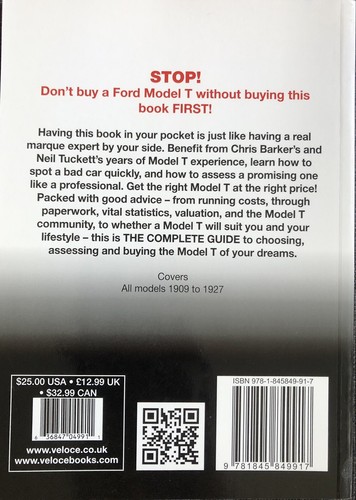 STOP!
Don't buy a Ford Model T without buying this
book FIRST!
Having this book in your pocket is just like having a real
marque expert by your side. Benefit from Chris Barker's and
Neil Tuckett's years of Model T experience, learn how to
spot a bad car quickly, and how to assess a promising one
like a professional. Get the right Model T at the right price!
Packed with good advice – from running costs, through
paperwork, vital statistics, valuation, and the Model T
community, to whether a Model T will suit you and your
lifestyle – this is THE COMPLETE GUIDE to choosing,
assessing and buying the Model T of your dreams.
Covers
All models 1909 to 1927
$25.00 USA • £12.99 UK
• $32.99 CAN
6 36847 04991 
www.veloce.co.uk
www.velocebooks.com
ISBN 978-1-845849-91-7
9 781845 849917